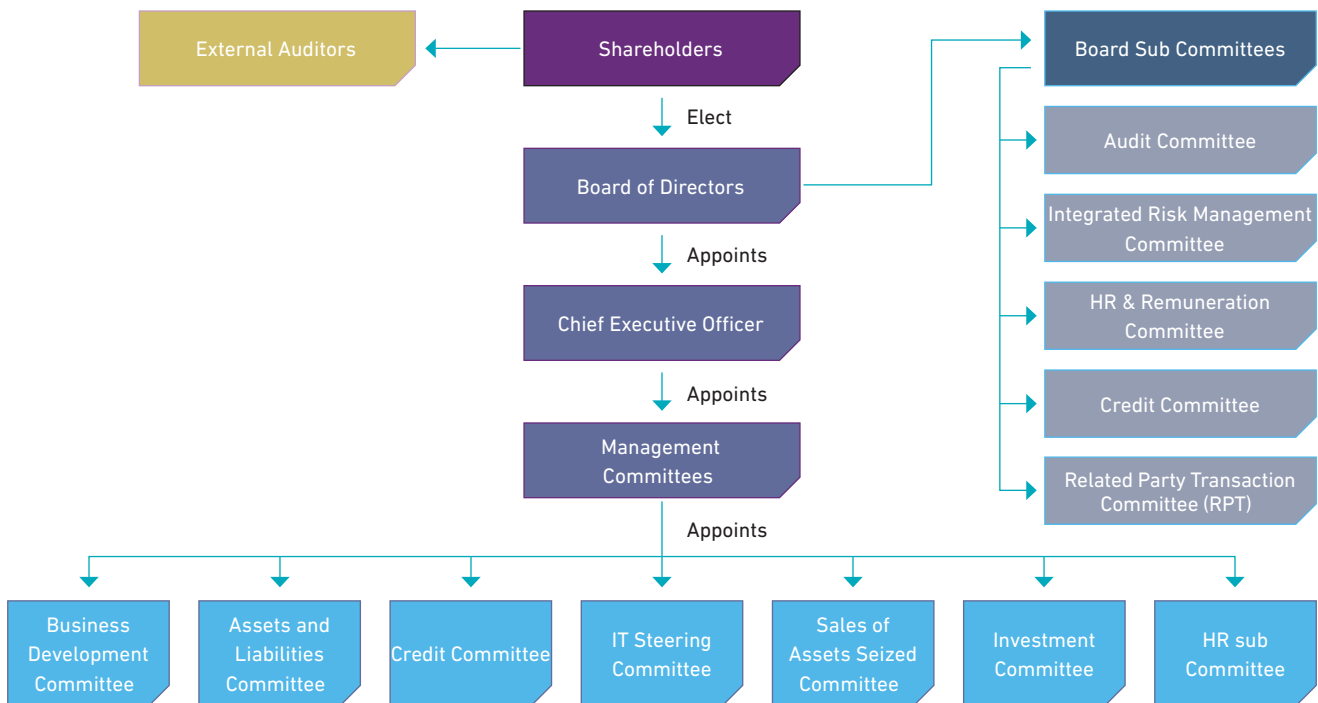 External Auditors
Shareholders
Board Sub Committees
Elect
Audit Committee
Board of Directors
Integrated Risk Management
Committee
Appoints
HR & Remuneration
Committee
Chief Executive Officer
Appoints
Credit Committee
Management
Committees
Related Party Transaction
Committee (RPT)
Appoints
Business
Development
Committee
Assets and
Liabilities
Committee
Credit Committee
IT Steering
Committee
Sales of
Assets Seized
Committee
Investment
Committee
HR sub
Committee